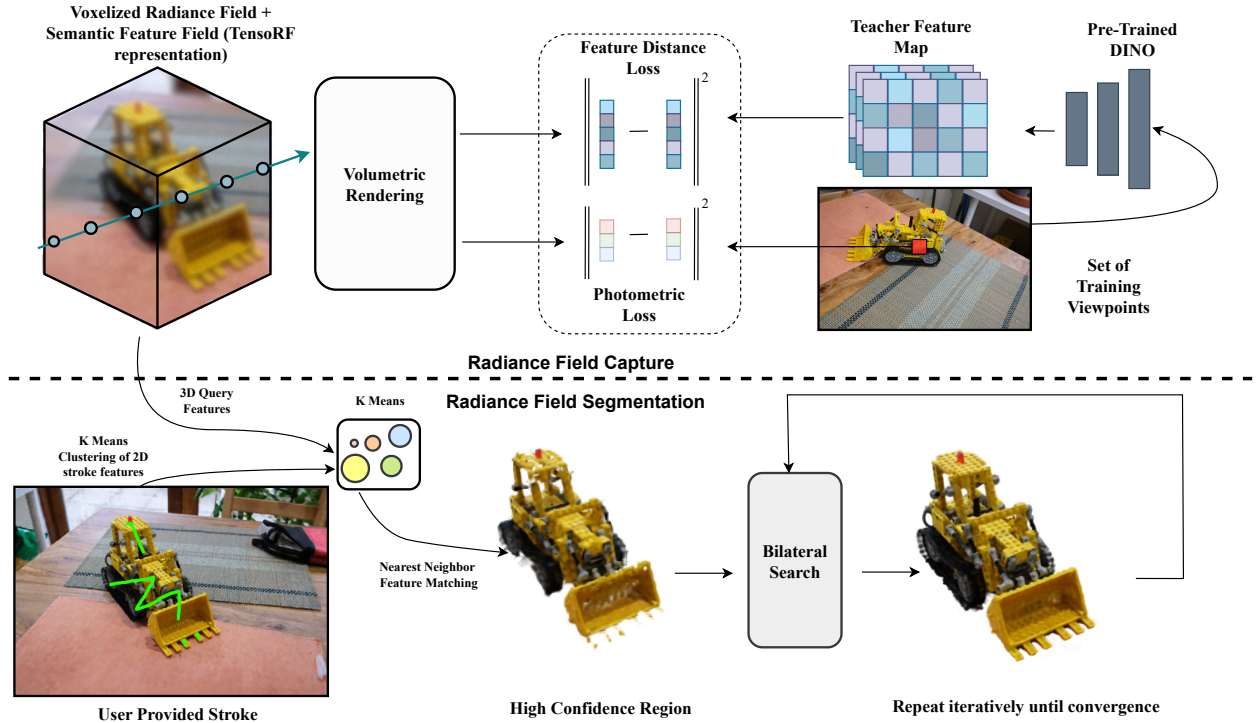 Voxelized Radiance Field +
Semantic Feature Field (TensoRF
representation)
Volumetric
Rendering
Feature Distance
Loss
2
2
Photometric
Loss
Teacher Feature
Map
Pre-Trained
DINO
Set of
Training
Viewpoints
Radiance Field Capture
Radiance Field Segmentation
3D Query
Features
K Means
K Means
Clustering of 2D
stroke features
Nearest Neighbor
Feature Matching
Bilateral
Search
User Provided Stroke
High Confidence Region
Repeat iteratively until convergence